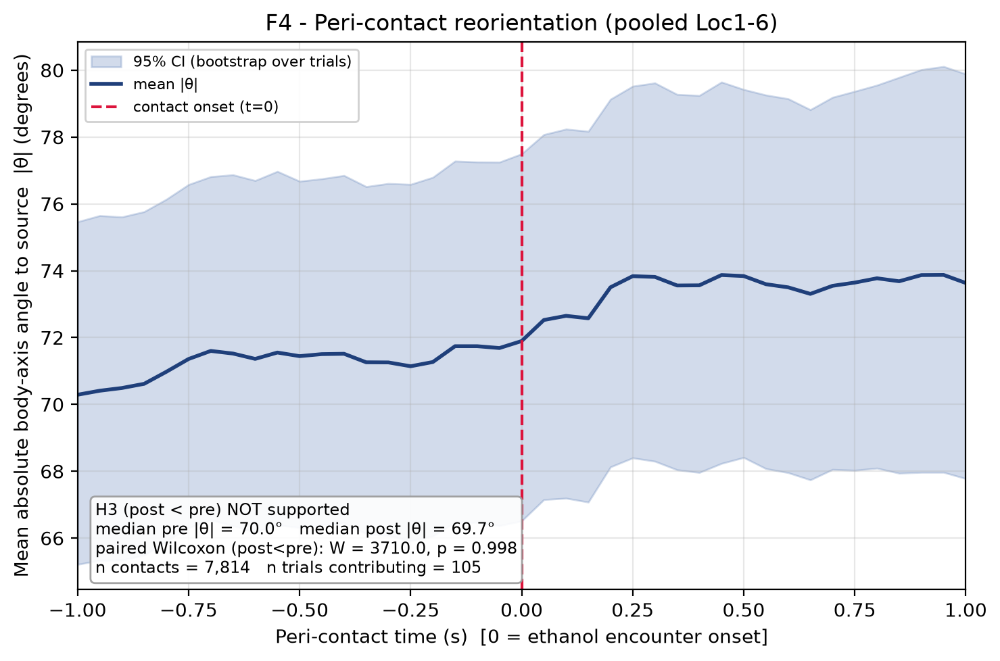 F4 - Peri-contact reorientation (pooled Loc1-6)
95% CI (bootstrap over trials)
mean |θ|
contact onset (t=0)
Mean absolute body-axis angle to source |θ| (degrees)
80
78
76
74
72
70
68
66
H3 (post < pre) NOT supported
median pre |θ| = 70.0° median post |θ| = 69.7°
paired Wilcoxon (post<pre): W = 3710.0, p = 0.998
n contacts = 7,814 n trials contributing = 105
−1.00 −0.75 −0.50 −0.25 0.00 0.25 0.50 0.75 1.00
Peri-contact time (s) [0 = ethanol encounter onset]